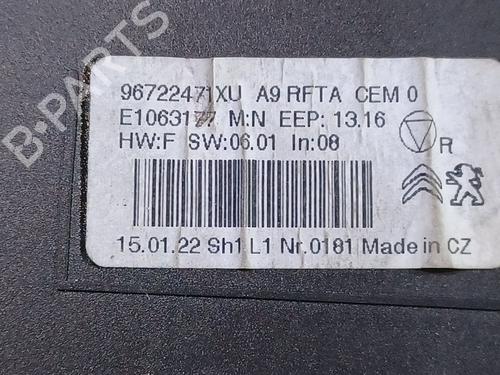 B-PARTS
96722471XU A9 RFTA CEM 0
E1063177 M:N EEP: 13.16
HW:F SW:06.01 In:08
R
15.01.22 Sh1 L1 Nr.0181 Made in CZ